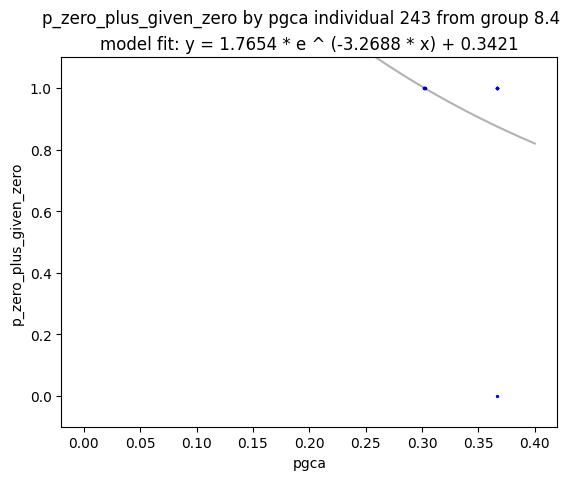 p_zero_plus_given_zero by pgca individual 243 from group 8.4
model fit: y = 1.7654 * e ^ (-3.2688 * x) + 0.3421
1.0
0.8
0.6
0.4
0.2
0.0
p_zero_plus_given_zero
0.00 0.05 0.10 0.15 0.20 0.25 0.30 0.35 0.40
pgca